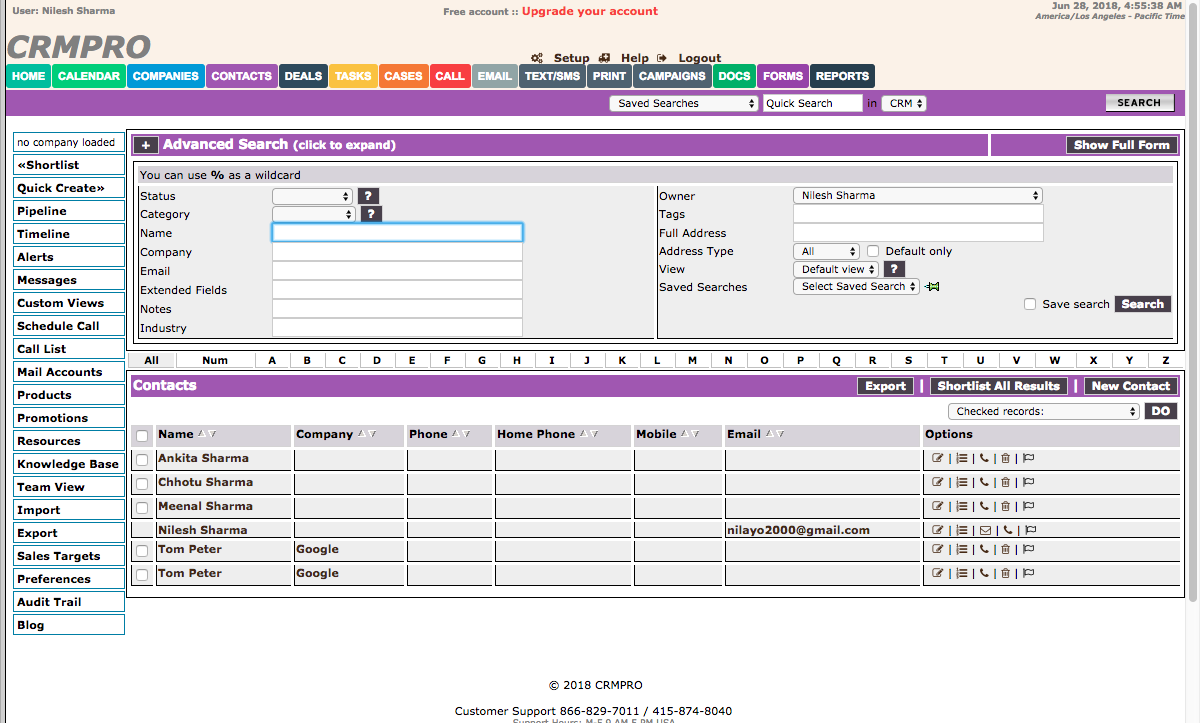 User: Nilesh Sharma Free account :: Upgrade your account Jun 28, 2018, 4:55:38 AM
America/Los Angeles - Pacific Time
CRMPRO
Setup Help Logout
HOME CALENDAR COMPANIES CONTACTS DEALS TASKS CASES CALL EMAIL TEXT/SMS PRINT CAMPAIGNS DOCS FORMS REPORTS
Saved Searches Quick Search in CRM SEARCH
no company loaded
«Shortlist
Quick Create»
Pipeline
Timeline
Alerts
Messages
Custom Views
Schedule Call
Call List
Mail Accounts
Products
Promotions
Resources
Knowledge Base
Team View
Import
Export
Sales Targets
Preferences
Audit Trail
Blog
+ Advanced Search (click to expand) Show Full Form
You can use % as a wildcard
Status ?
Category ?
Name
Company
Email
Extended Fields
Notes
Industry
Owner Nilesh Sharma
Tags
Full Address
Address Type All Default only
View Default view ?
Saved Searches Select Saved Search
Save search Search
All Num A B C D E F G H I J K L M N O P Q R S T U V W X Y Z
Contacts Export | Shortlist All Results | New Contact
Checked records: DO
Name Company Phone Home Phone Mobile Email Options
Ankita Sharma | | | |
Chhotu Sharma | | | |
Meenal Sharma | | | |
Nilesh Sharma nilayo2000@gmail.com | | | |
Tom Peter Google | | | |
Tom Peter Google | | | |
© 2018 CRMPRO
Customer Support 866-829-7011 / 415-874-8040
Support Hours: M-F 9 AM-5 PM USA